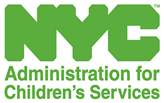 NYC
Administration for
Children's Services